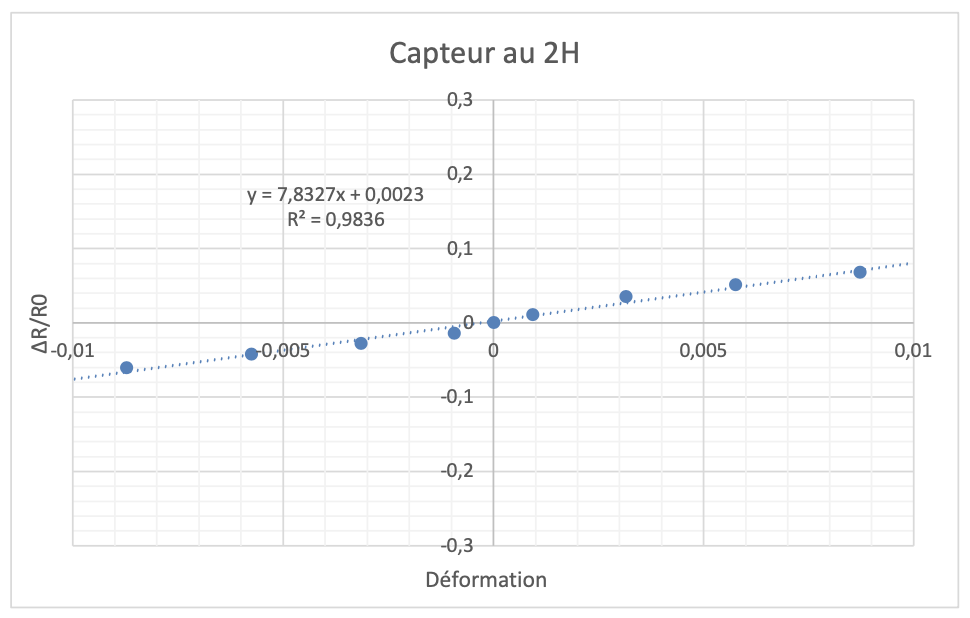 Capteur au 2H
0,3
0,2
y = 7,8327x + 0,0023
R² = 0,9836
0,1
ΔR/R0
0
-0,01
-0,005
0
0,005
0,01
-0,1
-0,2
-0,3
Déformation